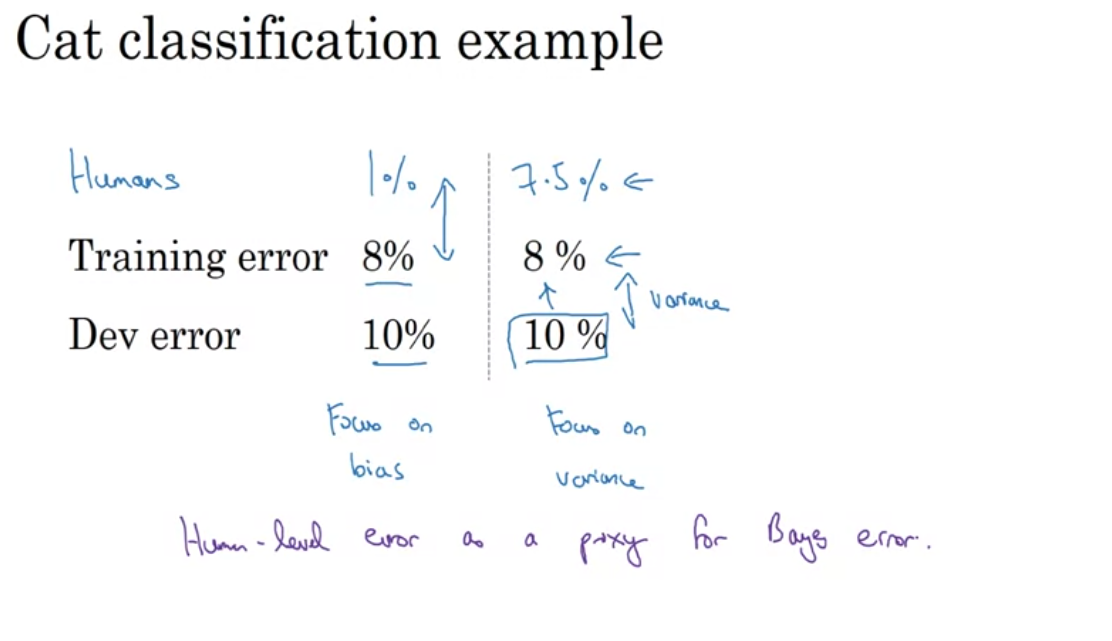 Cat classification example
Humans 1% 7.5%
Training error 8% 8 %
variance
Dev error 10% 10 %
Focus on Focus on
bias variance
Human-level error as a proxy for Bayes error.